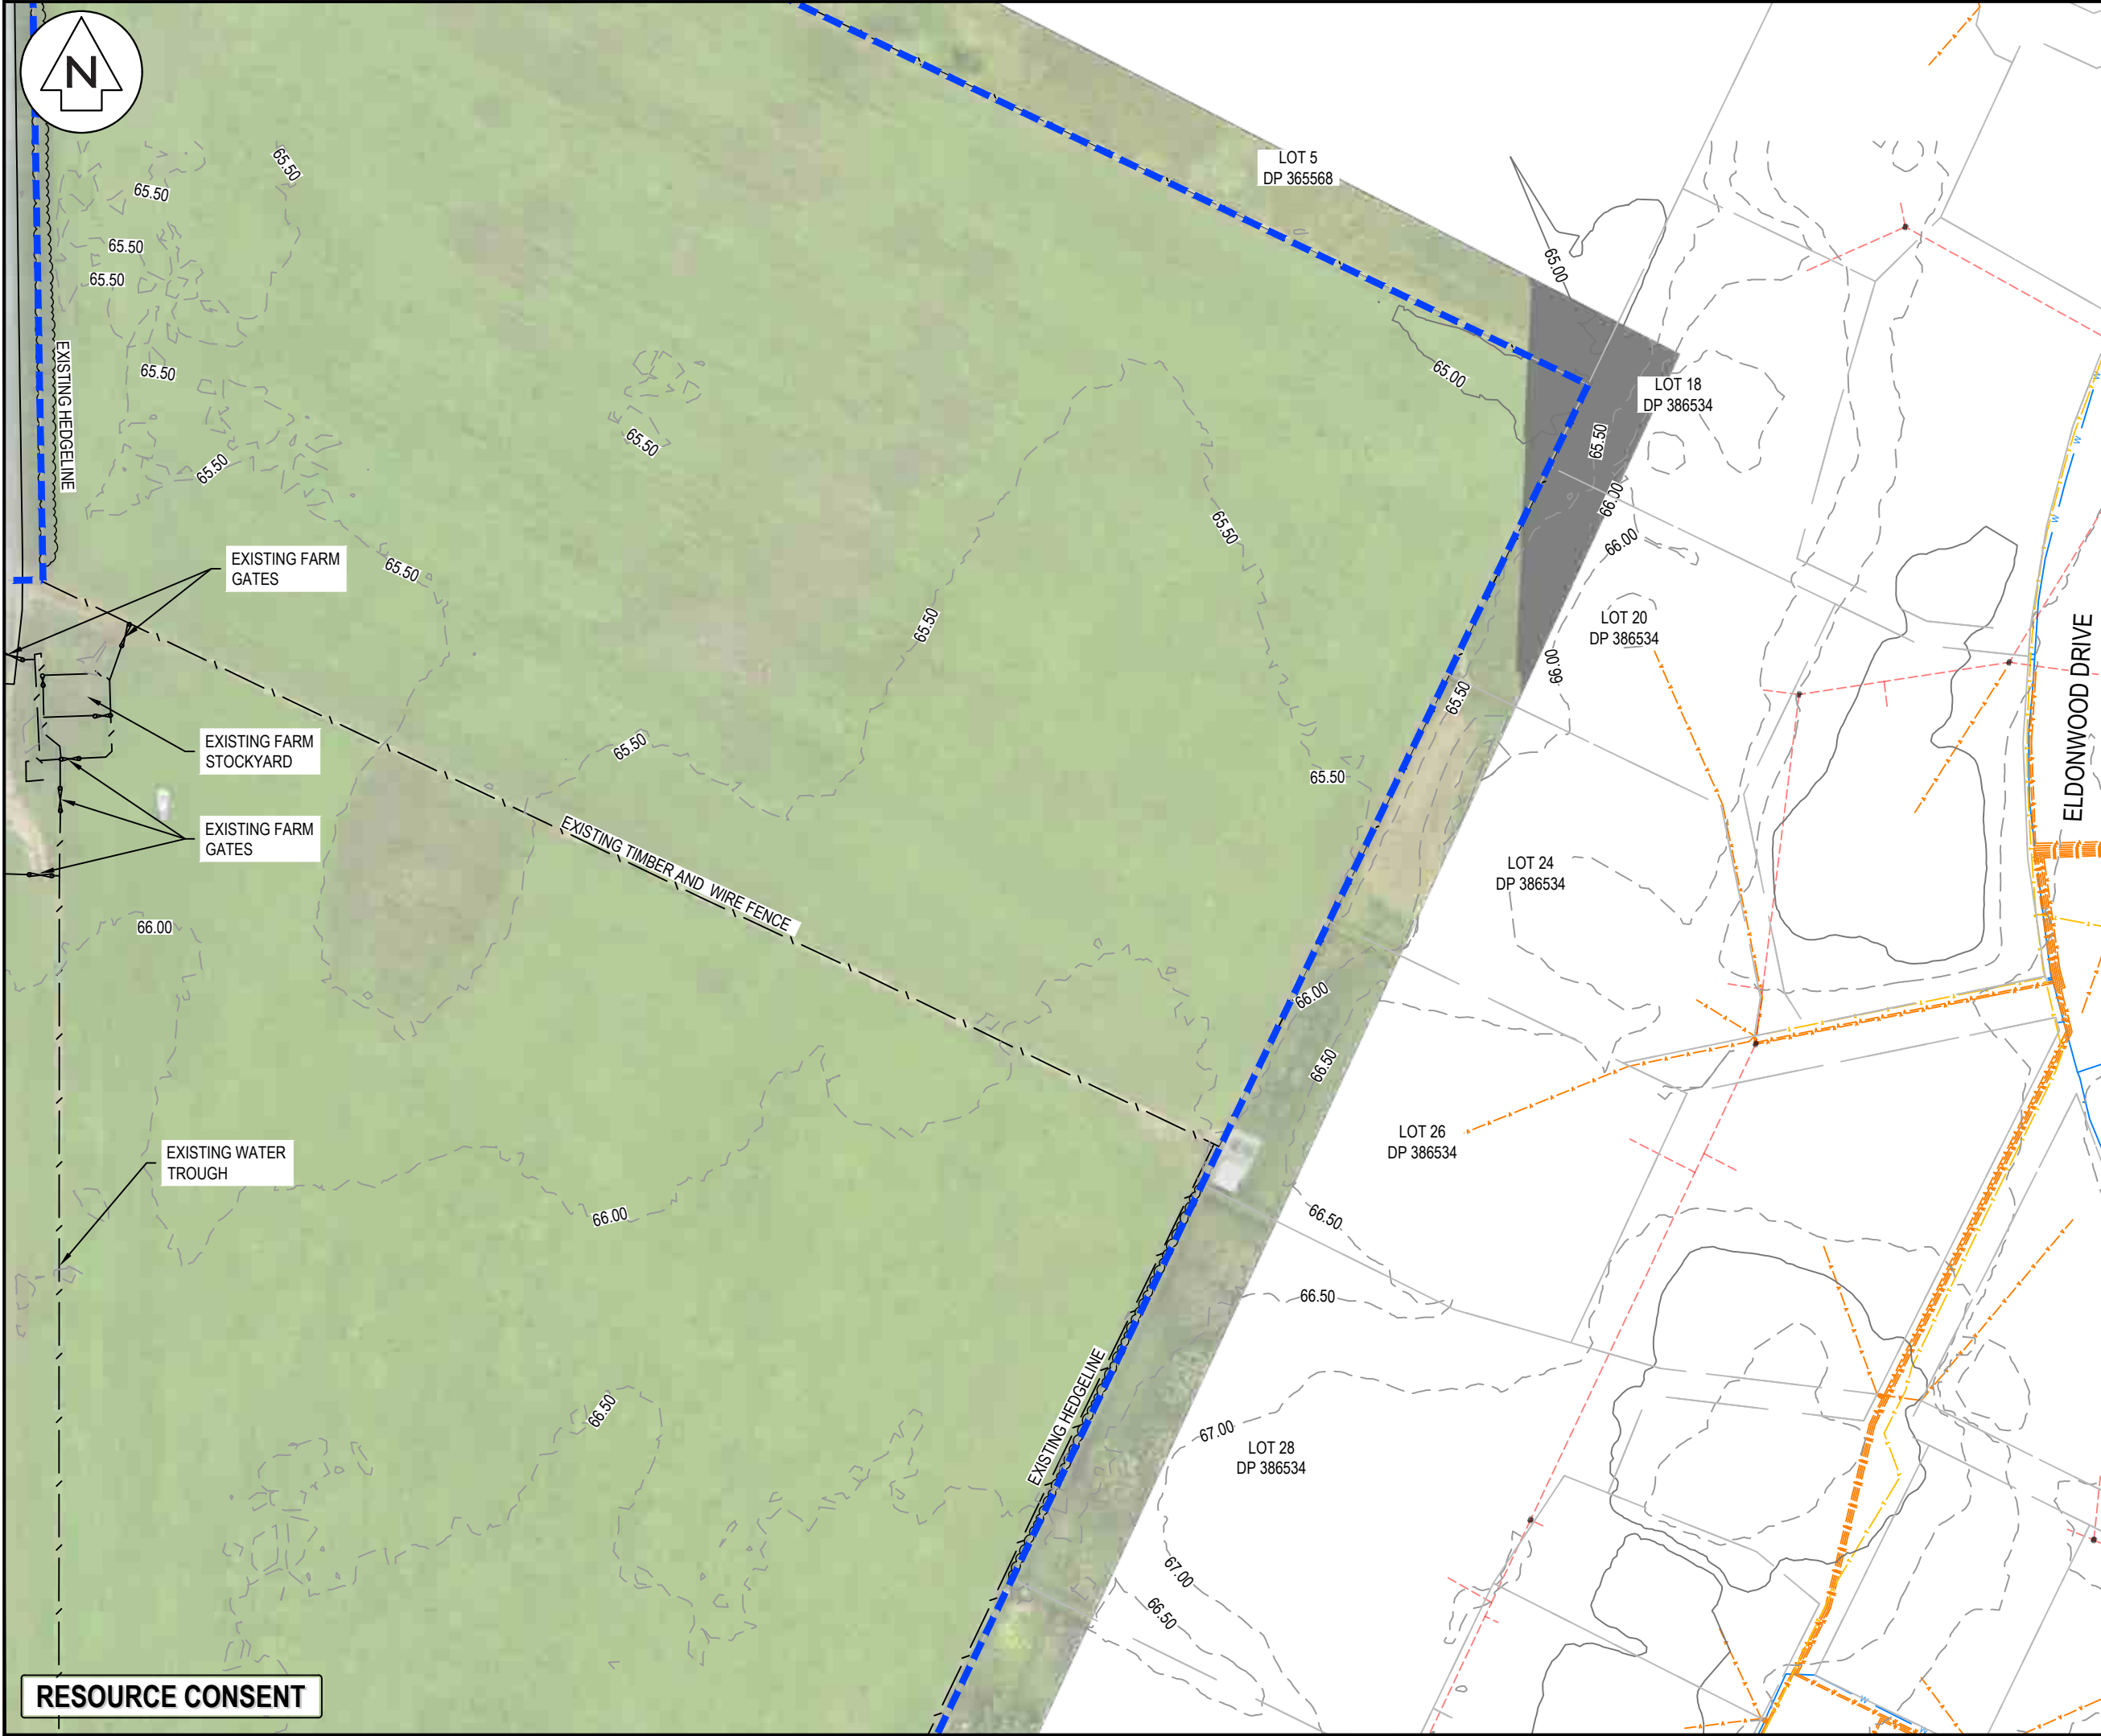 N
LOT 5
DP 365568
65.50
65.50
65.50
65.50
65.00
EXISTING HEDGELINE
65.50
65.00
LOT 18
DP 386534
65.50
65.50
65.50
66.00
65.50
66.00
EXISTING FARM
GATES
65.50
65.50
LOT 20
DP 386534
ELDONWOOD DRIVE
66.00
65.50
EXISTING FARM
STOCKYARD
65.50
65.50
EXISTING FARM
GATES
EXISTING TIMBER AND WIRE FENCE
LOT 24
DP 386534
66.00
66.00
66.50
LOT 26
DP 386534
EXISTING WATER
TROUGH
66.00
66.50
66.50
EXISTING HEDGELINE
66.50
67.00
LOT 28
DP 386534
67.00
66.50
RESOURCE CONSENT
W
W
W
W